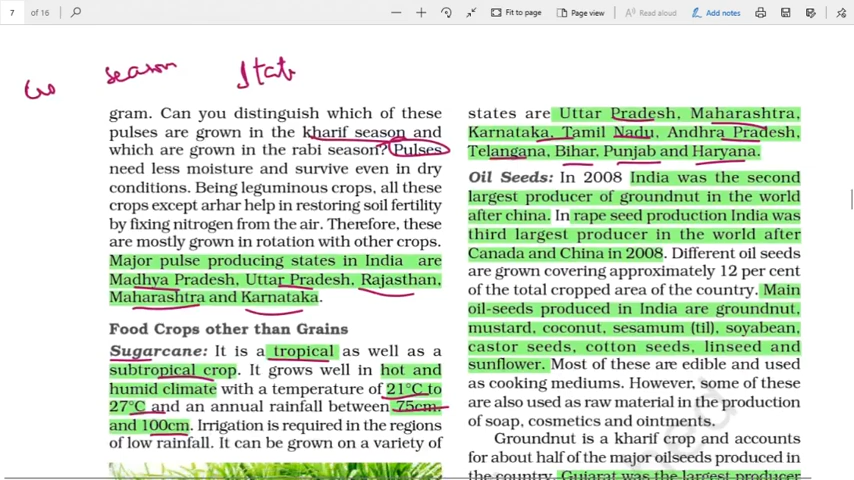 7 of 16
Fit to page
Page view
Read aloud
Add notes
season
State
gram. Can you distinguish which of these
pulses are grown in the kharif season and
which are grown in the rabi season? Pulses
need less moisture and survive even in dry
conditions. Being leguminous crops, all these
crops except arhar help in restoring soil fertility
by fixing nitrogen from the air. Therefore, these
are mostly grown in rotation with other crops.
Major pulse producing states in India are
Madhya Pradesh, Uttar Pradesh, Rajasthan,
Maharashtra and Karnataka.
Food Crops other than Grains
Sugarcane: It is a tropical as well as a
subtropical crop. It grows well in hot and
humid climate with a temperature of 21°C to
27°C and an annual rainfall between 75cm.
and 100cm. Irrigation is required in the regions
of low rainfall. It can be grown on a variety of
states are Uttar Pradesh, Maharashtra,
Karnataka, Tamil Nadu, Andhra Pradesh,
Telangana, Bihar, Punjab and Haryana.
Oil Seeds: In 2008 India was the second
largest producer of groundnut in the world
after china. In rape seed production India was
third largest producer in the world after
Canada and China in 2008. Different oil seeds
are grown covering approximately 12 per cent
of the total cropped area of the country. Main
oil-seeds produced in India are groundnut,
mustard, coconut, sesamum (til), soyabean,
castor seeds, cotton seeds, linseed and
sunflower. Most of these are edible and used
as cooking mediums. However, some of these
are also used as raw material in the production
of soap, cosmetics and ointments.
Groundnut is a kharif crop and accounts
for about half of the major oilseeds produced in
the country. Gujarat was the largest producer